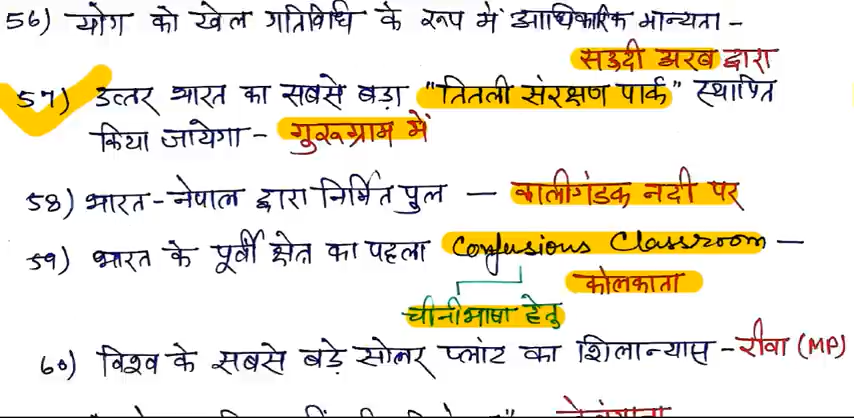 56) योग को खेल गतिविधि के रूप में आधिकारिक मान्यता -
सउदी अरब द्वारा
57) उत्तर भारत का सबसे बड़ा "तितली संरक्षण पार्क" स्थापित
किया जायेगा - गुरुग्राम में
58) भारत-नेपाल द्वारा निर्मित पुल — कालीगंडक नदी पर
59) भारत के पूर्वी क्षेत का पहला Confusious Classroom —
कोलकाता
चीनी भाषा हेतु
60) विश्व के सबसे बड़े सोलर प्लांट का शिलान्यास - रीवा (MP)